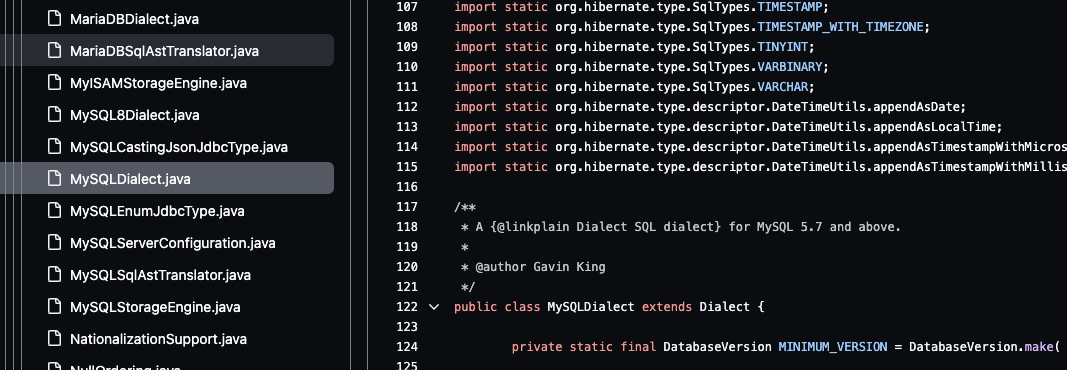 MariaDBDialect.java
MariaDBSqlAstTranslator.java
MyISAMStorageEngine.java
MySQL8Dialect.java
MySQLCastingJsonJdbcType.java
MySQLDialect.java
MySQLEnumJdbcType.java
MySQLServerConfiguration.java
MySQLSqlAstTranslator.java
MySQLStorageEngine.java
NationalizationSupport.java
NullOrdering.java
107 import static org.hibernate.type.SqlTypes.TIMESTAMP;
108 import static org.hibernate.type.SqlTypes.TIMESTAMP_WITH_TIMEZONE;
109 import static org.hibernate.type.SqlTypes.TINYINT;
110 import static org.hibernate.type.SqlTypes.VARBINARY;
111 import static org.hibernate.type.SqlTypes.VARCHAR;
112 import static org.hibernate.type.descriptor.DateTimeUtils.appendAsDate;
113 import static org.hibernate.type.descriptor.DateTimeUtils.appendAsLocalTime;
114 import static org.hibernate.type.descriptor.DateTimeUtils.appendAsTimestampWithMicros
115 import static org.hibernate.type.descriptor.DateTimeUtils.appendAsTimestampWithMillis
116
117 /**
118 * A {@linkplain Dialect SQL dialect} for MySQL 5.7 and above.
119 *
120 * @author Gavin King
121 */
122 public class MySQLDialect extends Dialect {
123
124 private static final DatabaseVersion MINIMUM_VERSION = DatabaseVersion.make(
125